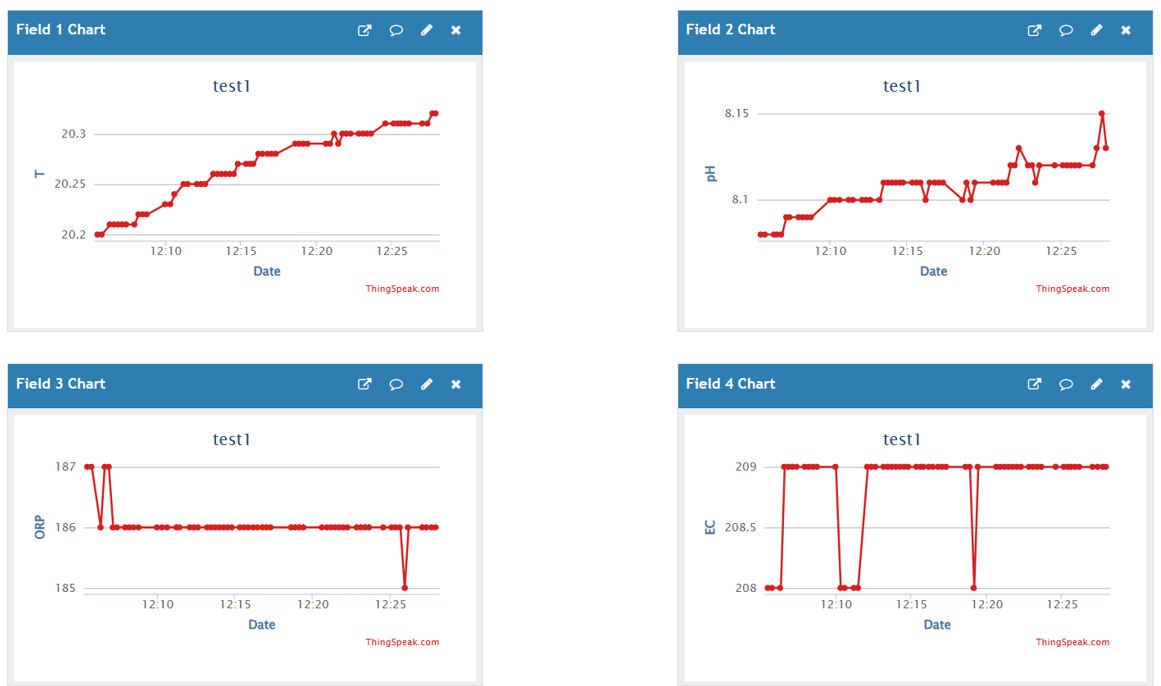 Field 1 Chart
test1
20.3
20.25
20.2
T
12:10 12:15 12:20 12:25
Date
ThingSpeak.com
Field 2 Chart
test1
8.15
8.1
pH
12:10 12:15 12:20 12:25
Date
ThingSpeak.com
Field 3 Chart
test1
187
186
185
ORP
12:10 12:15 12:20 12:25
Date
ThingSpeak.com
Field 4 Chart
test1
209
208.5
208
EC
12:10 12:15 12:20 12:25
Date
ThingSpeak.com